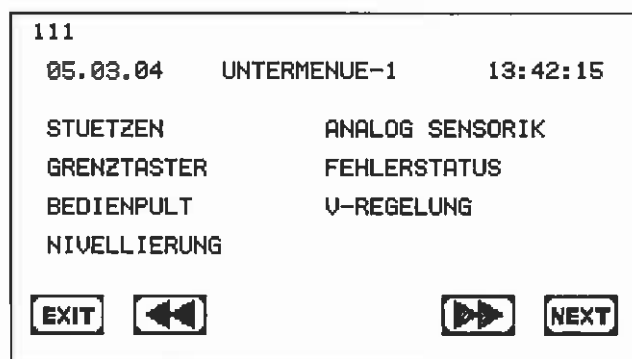 111
05.03.04 UNTERMENUE-1 13:42:15
STUETZEN ANALOG SENSORIK
GRENZTASTER FEHLERSTATUS
BEDIENPULT V-REGELUNG
NIVELLIERUNG
EXIT NEXT